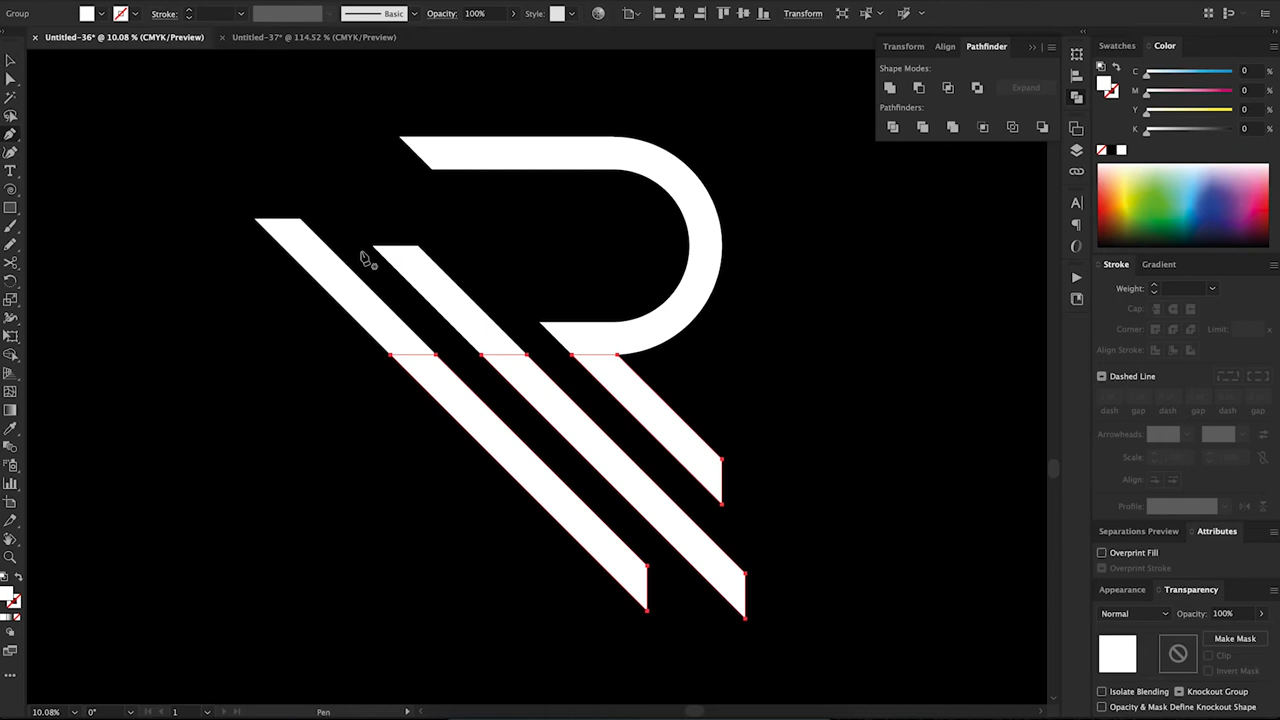 Group Stroke: Basic Opacity: 100% Style: Transform
× Untitled-36* @ 10.08 % (CMYK/Preview) × Untitled-37* @ 114.52 % (CMYK/Preview)
Transform Align Pathfinder
Shape Modes:
Expand
Pathfinders:
Swatches Color
C 0 %
M 0 %
Y 0 %
K 0 %
Stroke Gradient
Weight:
Cap:
Corner: Limit:
Align Stroke:
Dashed Line
dash gap dash gap dash gap
Arrowheads:
Scale:
Align:
Profile:
Separations Preview Attributes
Overprint Fill
Overprint Stroke
Appearance Transparency
Normal Opacity: 100%
Make Mask
Clip
Invert Mask
Isolate Blending Knockout Group
Opacity & Mask Define Knockout Shape
10.08% 0° 1 Pen